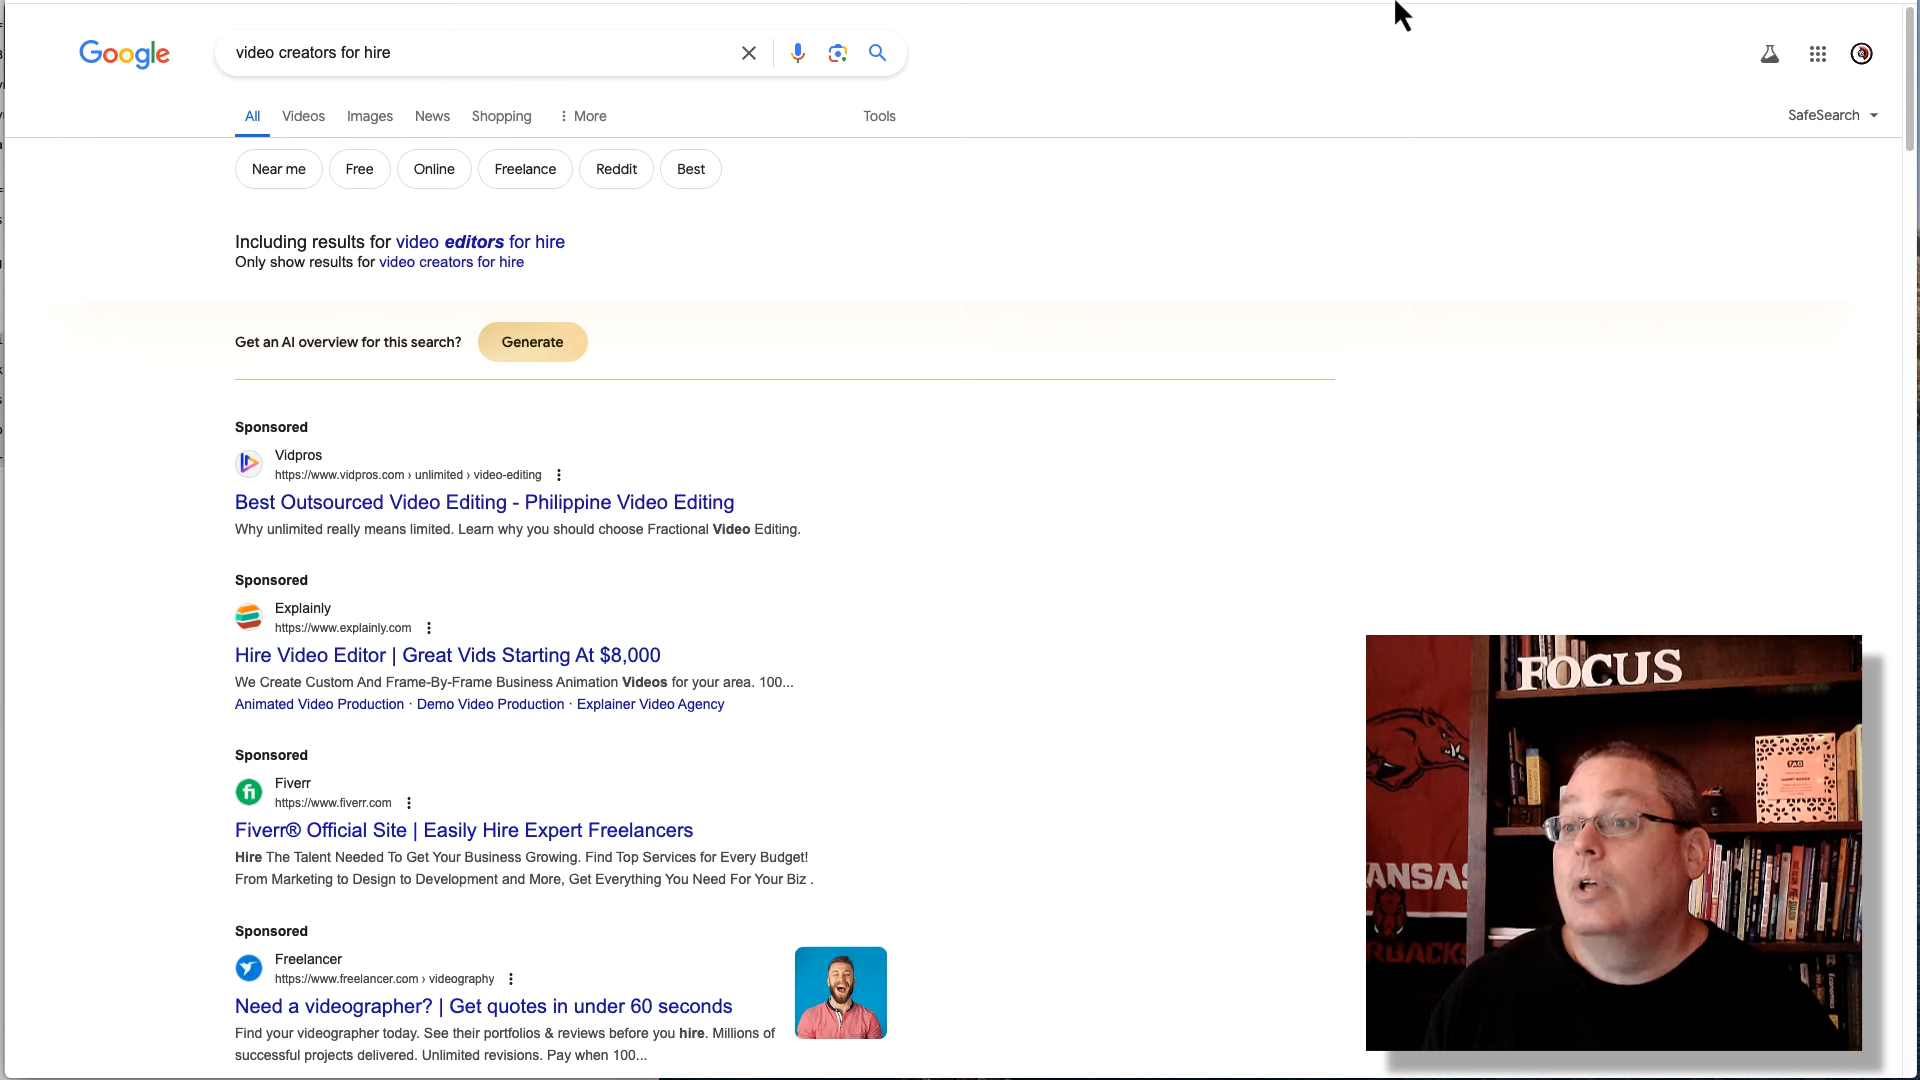 Google
video creators for hire
All Videos Images News Shopping More Tools
SafeSearch
Near me Free Online Freelance Reddit Best
Including results for video editors for hire
Only show results for video creators for hire
Get an AI overview for this search? Generate
Sponsored
Vidpros
https://www.vidpros.com › unlimited › video-editing
Best Outsourced Video Editing - Philippine Video Editing
Why unlimited really means limited. Learn why you should choose Fractional Video Editing.
Sponsored
Explainly
https://www.explainly.com
Hire Video Editor | Great Vids Starting At $8,000
We Create Custom And Frame-By-Frame Business Animation Videos for your area. 100...
Animated Video Production · Demo Video Production · Explainer Video Agency
Sponsored
fi
Fiverr
https://www.fiverr.com
Fiverr® Official Site | Easily Hire Expert Freelancers
Hire The Talent Needed To Get Your Business Growing. Find Top Services for Every Budget!
From Marketing to Design to Development and More, Get Everything You Need For Your Biz .
Sponsored
Freelancer
https://www.freelancer.com › videography
Need a videographer? | Get quotes in under 60 seconds
Find your videographer today. See their portfolios & reviews before you hire. Millions of
successful projects delivered. Unlimited revisions. Pay when 100...
FOCUS
TAO
ANSAS
RBACKS